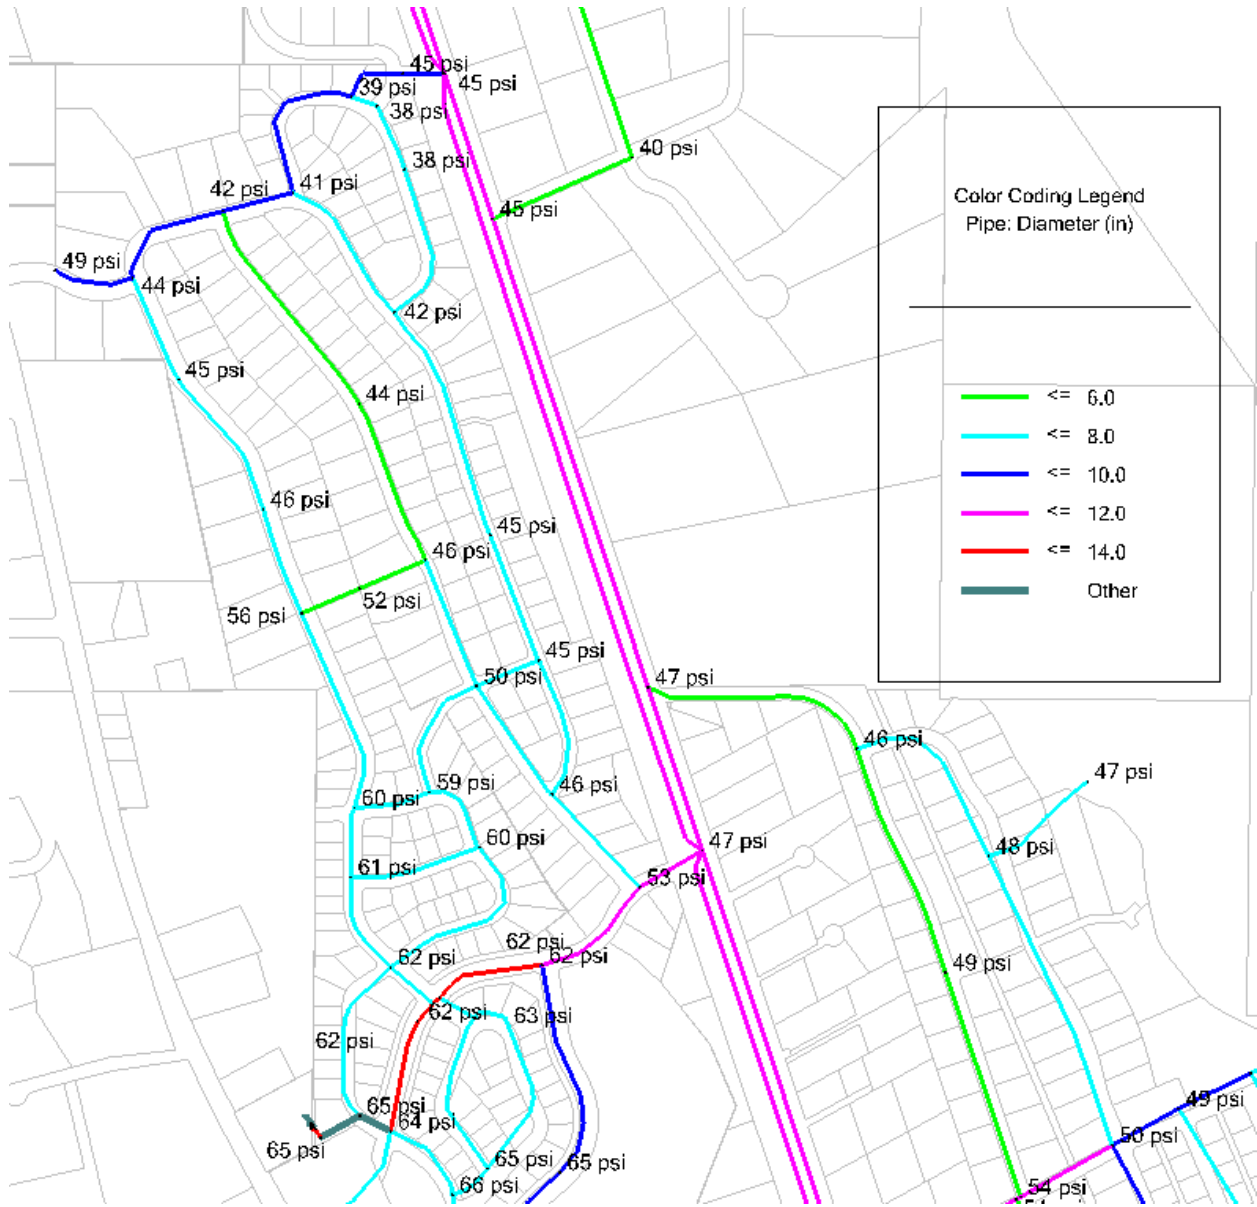 45 psi
45 psi
39 psi
38 psi
40 psi
38 psi
42 psi
41 psi
Color Coding Legend
Pipe: Diameter (in)
45 psi
49 psi
44 psi
42 psi
45 psi
44 psi
<= 6.0
<= 8.0
<= 10.0
<= 12.0
<= 14.0
Other
46 psi
45 psi
46 psi
52 psi
56 psi
45 psi
50 psi
47 psi
46 psi
47 psi
59 psi
46 psi
60 psi
60 psi
47 psi
48 psi
61 psi
53 psi
62 psi
62 psi
62 psi
49 psi
62 psi
63 psi
62 psi
65 psi
64 psi
49 psi
50 psi
65 psi
65 psi
65 psi
66 psi
54 psi